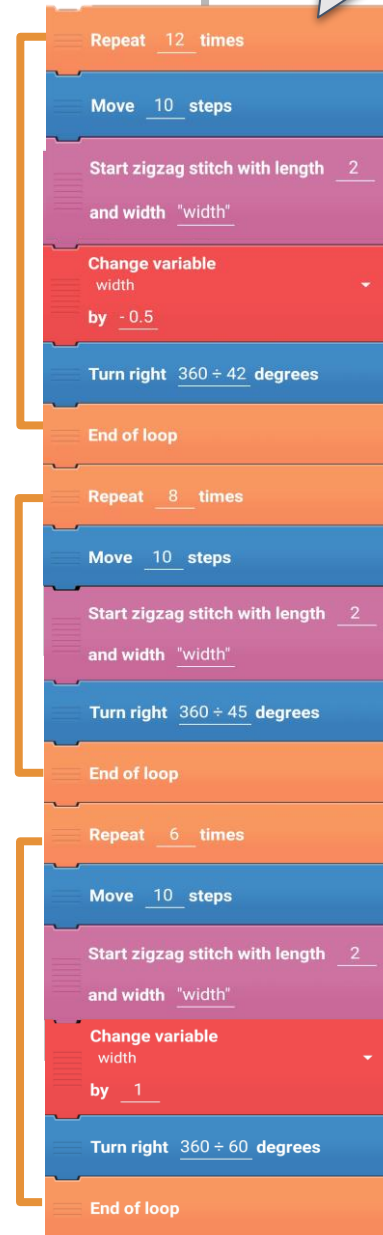 Repeat 12 times
Move 10 steps
Start zigzag stitch with length 2
and width "width"
Change variable
width
by - 0.5
Turn right 360 ÷ 42 degrees
End of loop
Repeat 8 times
Move 10 steps
Start zigzag stitch with length 2
and width "width"
Turn right 360 ÷ 45 degrees
End of loop
Repeat 6 times
Move 10 steps
Start zigzag stitch with length 2
and width "width"
Change variable
width
by 1
Turn right 360 ÷ 60 degrees
End of loop